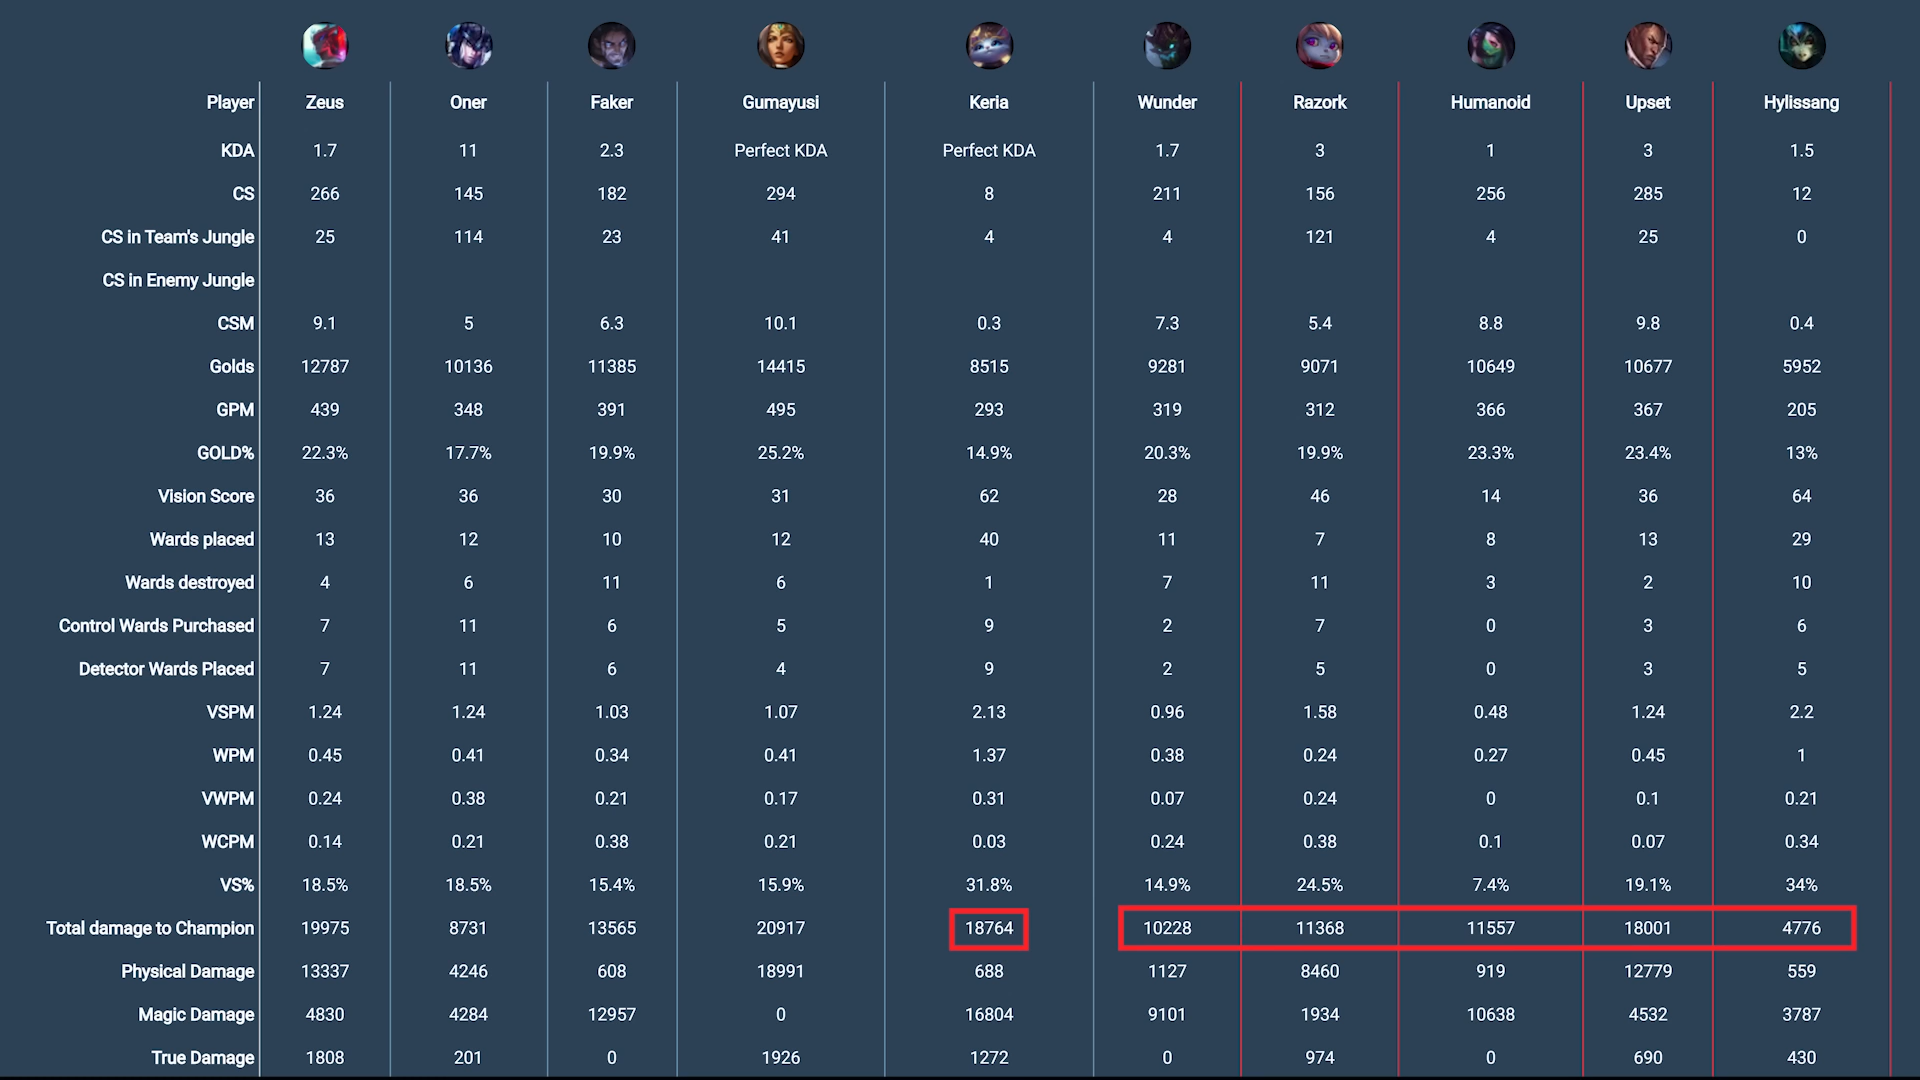 Player Zeus Oner Faker Gumayusi Keria Wunder Razork Humanoid Upset Hylissang
KDA 1.7 11 2.3 Perfect KDA Perfect KDA 1.7 3 1 3 1.5
CS 266 145 182 294 8 211 156 256 285 12
CS in Team's Jungle 25 114 23 41 4 4 121 4 25 0
CS in Enemy Jungle
CSM 9.1 5 6.3 10.1 0.3 7.3 5.4 8.8 9.8 0.4
Golds 12787 10136 11385 14415 8515 9281 9071 10649 10677 5952
GPM 439 348 391 495 293 319 312 366 367 205
GOLD% 22.3% 17.7% 19.9% 25.2% 14.9% 20.3% 19.9% 23.3% 23.4% 13%
Vision Score 36 36 30 31 62 28 46 14 36 64
Wards placed 13 12 10 12 40 11 7 8 13 29
Wards destroyed 4 6 11 6 1 7 11 3 2 10
Control Wards Purchased 7 11 6 5 9 2 7 0 3 6
Detector Wards Placed 7 11 6 4 9 2 5 0 3 5
VSPM 1.24 1.24 1.03 1.07 2.13 0.96 1.58 0.48 1.24 2.2
WPM 0.45 0.41 0.34 0.41 1.37 0.38 0.24 0.27 0.45 1
VWPM 0.24 0.38 0.21 0.17 0.31 0.07 0.24 0 0.1 0.21
WCPM 0.14 0.21 0.38 0.21 0.03 0.24 0.38 0.1 0.07 0.34
VS% 18.5% 18.5% 15.4% 15.9% 31.8% 14.9% 24.5% 7.4% 19.1% 34%
Total damage to Champion 19975 8731 13565 20917 18764 10228 11368 11557 18001 4776
Physical Damage 13337 4246 608 18991 688 1127 8460 919 12779 559
Magic Damage 4830 4284 12957 0 16804 9101 1934 10638 4532 3787
True Damage 1808 201 0 1926 1272 0 974 0 690 430